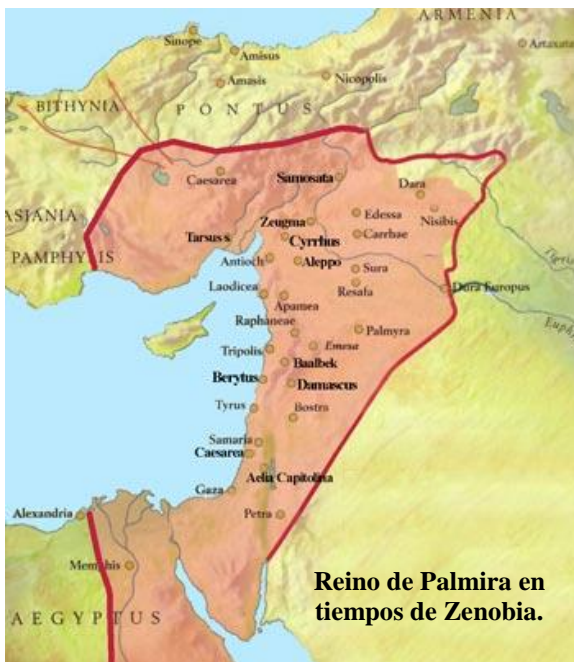 ARMENIA
Sinope
Amisus
Artaxata
Amasis
Nicopolis
BITHYNIA
PONTUS
Caesarea
Samosata
Dara
ASIANIA
Zeugma
Edessa
Nisibis
Tarsus s
Cyrrhus
Carrhae
PAMPHYLIS
Antioch
Aleppo
Sura
Tigris
Laodicea
Resafa
Dura Europus
Apamea
Raphaneae
Palmyra
Tripolis
Emesa
Baalbek
Berytus
Damascus
Tyrus
Bostra
Samaria
Caesarea
Aelia Capitolina
Gaza
Alexandria
Petra
Memphis
Reino de Palmira en
tiempos de Zenobia.
AEGYPTUS